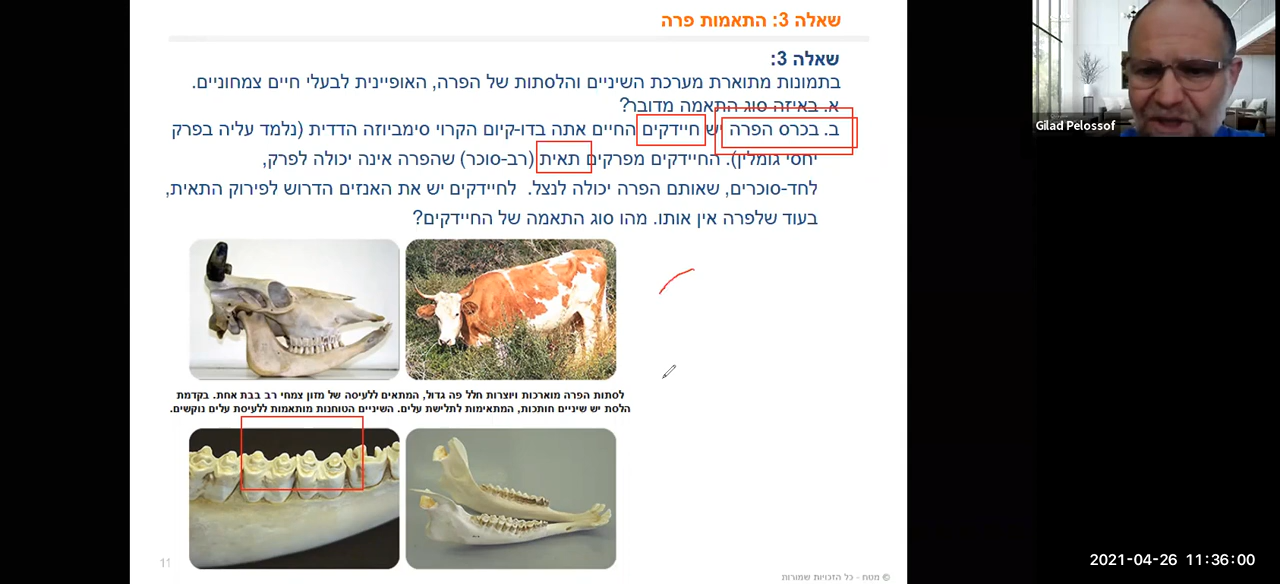 שאלה 3: התאמות פרה
שאלה 3:
בתמונות מתוארת מערכת השיניים והלסתות של הפרה, האופיינית לבעלי חיים צמחוניים.
א. באיזה סוג התאמה מדובר?
ב. בכרס הפרה יש חיידקים החיים אתה בדו-קיום הקרוי סימביוזה הדדית (נלמד עליה בפרק
יחסי גומלין). החיידקים מפרקים תאית (רב-סוכר) שהפרה אינה יכולה לפרק,
לחד-סוכרים, שאותם הפרה יכולה לנצל. לחיידקים יש את האנזים הדרוש לפירוק התאית,
בעוד שלפרה אין אותו. מהו סוג התאמה של החיידקים?
לסתות הפרה מוארכות ויוצרות חלל פה גדול, המתאים ללעיסה של מזון צמחי רב בבת אחת. בקדמת
הלסת יש שיניים חותכות, המתאימות לתלישת עלים. השיניים הטוחנות מותאמות ללעיסת עלים נוקשים.
11
© מטח - כל הזכויות שמורות
Gilad Pelossof
2021-04-26 11:36:00